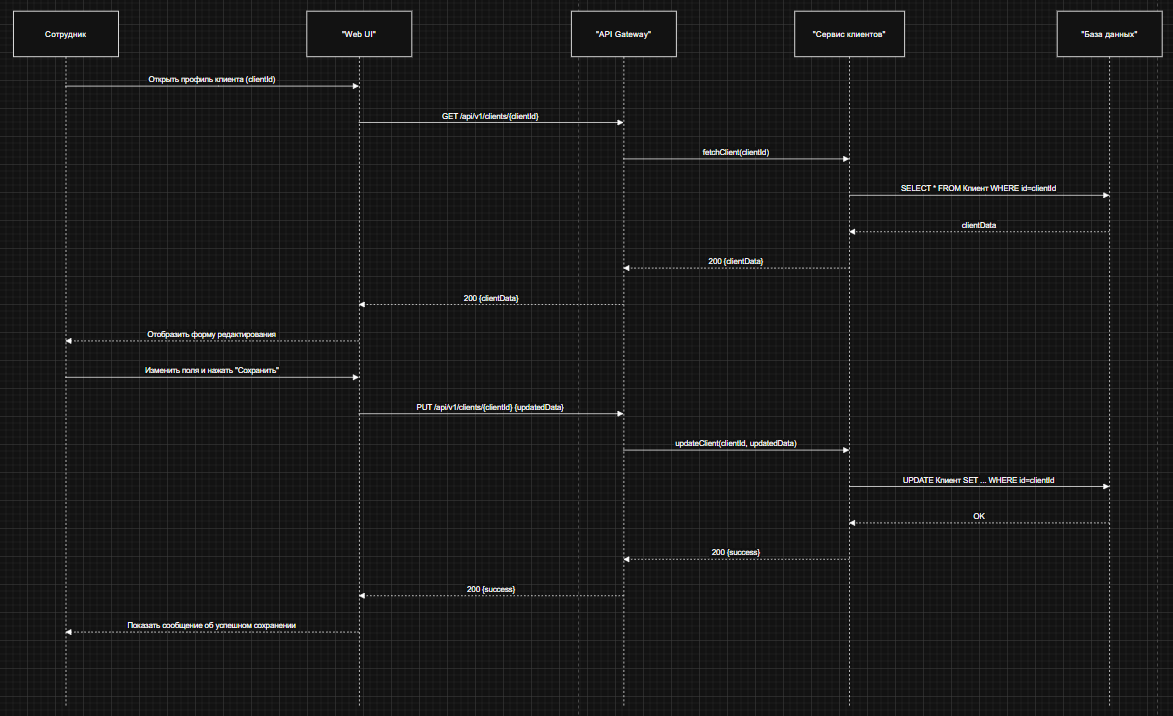 Сотрудник
"Web UI"
"API Gateway"
"Сервис клиентов"
"База данных"
Открыть профиль клиента (clientId)
GET /api/v1/clients/{clientId}
fetchClient(clientId)
SELECT * FROM Клиент WHERE id=clientId
clientData
200 {clientData}
200 {clientData}
Отобразить форму редактирования
Изменить поля и нажать "Сохранить"
PUT /api/v1/clients/{clientId} {updatedData}
updateClient(clientId, updatedData)
UPDATE Клиент SET ... WHERE id=clientId
OK
200 {success}
200 {success}
Показать сообщение об успешном сохранении